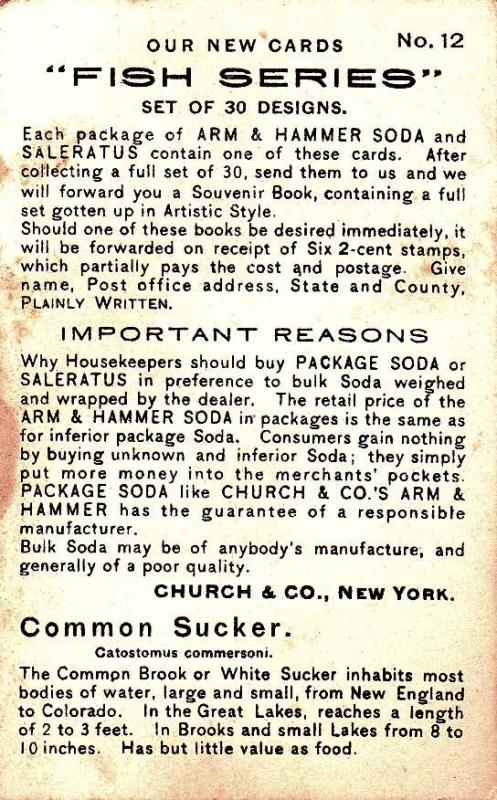 OUR NEW CARDS No. 12
"FISH SERIES"
SET OF 30 DESIGNS.
Each package of ARM & HAMMER SODA and
SALERATUS contain one of these cards. After
collecting a full set of 30, send them to us and we
will forward you a Souvenir Book, containing a full
set gotten up in Artistic Style.
Should one of these books be desired immediately, it
will be forwarded on receipt of Six 2-cent stamps,
which partially pays the cost and postage. Give
name, Post office address, State and County,
PLAINLY WRITTEN.
IMPORTANT REASONS
Why Housekeepers should buy PACKAGE SODA or
SALERATUS in preference to bulk Soda weighed
and wrapped by the dealer. The retail price of the
ARM & HAMMER SODA in packages is the same as
for inferior package Soda. Consumers gain nothing
by buying unknown and inferior Soda; they simply
put more money into the merchants' pockets.
PACKAGE SODA like CHURCH & CO.'S ARM &
HAMMER has the guarantee of a responsible
manufacturer.
Bulk Soda may be of anybody's manufacture, and
generally of a poor quality.
CHURCH & CO., NEW YORK.
Common Sucker.
Catostomus commersoni.
The Common Brook or White Sucker inhabits most
bodies of water, large and small, from New England
to Colorado. In the Great Lakes, reaches a length
of 2 to 3 feet. In Brooks and small Lakes from 8 to
10 inches. Has but little value as food.